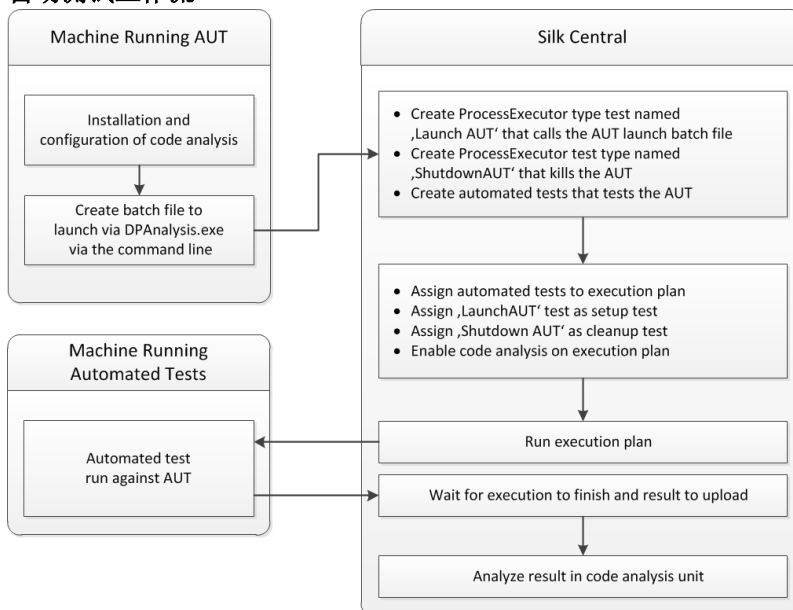 Machine Running AUT
Installation and
configuration of code analysis
Create batch file to
launch via DPAnalysis.exe
via the command line
Silk Central
• Create ProcessExecutor type test named
‚Launch AUT‘ that calls the AUT launch batch file
• Create ProcessExecutor test type named
‚ShutdownAUT‘ that kills the AUT
• Create automated tests that tests the AUT
• Assign automated tests to execution plan
• Assign ‚LaunchAUT‘ test as setup test
• Assign ‚Shutdown AUT‘ as cleanup test
• Enable code analysis on execution plan
Run execution plan
Machine Running
Automated Tests
Automated test
run against AUT
Wait for execution to finish and result to upload
Analyze result in code analysis unit